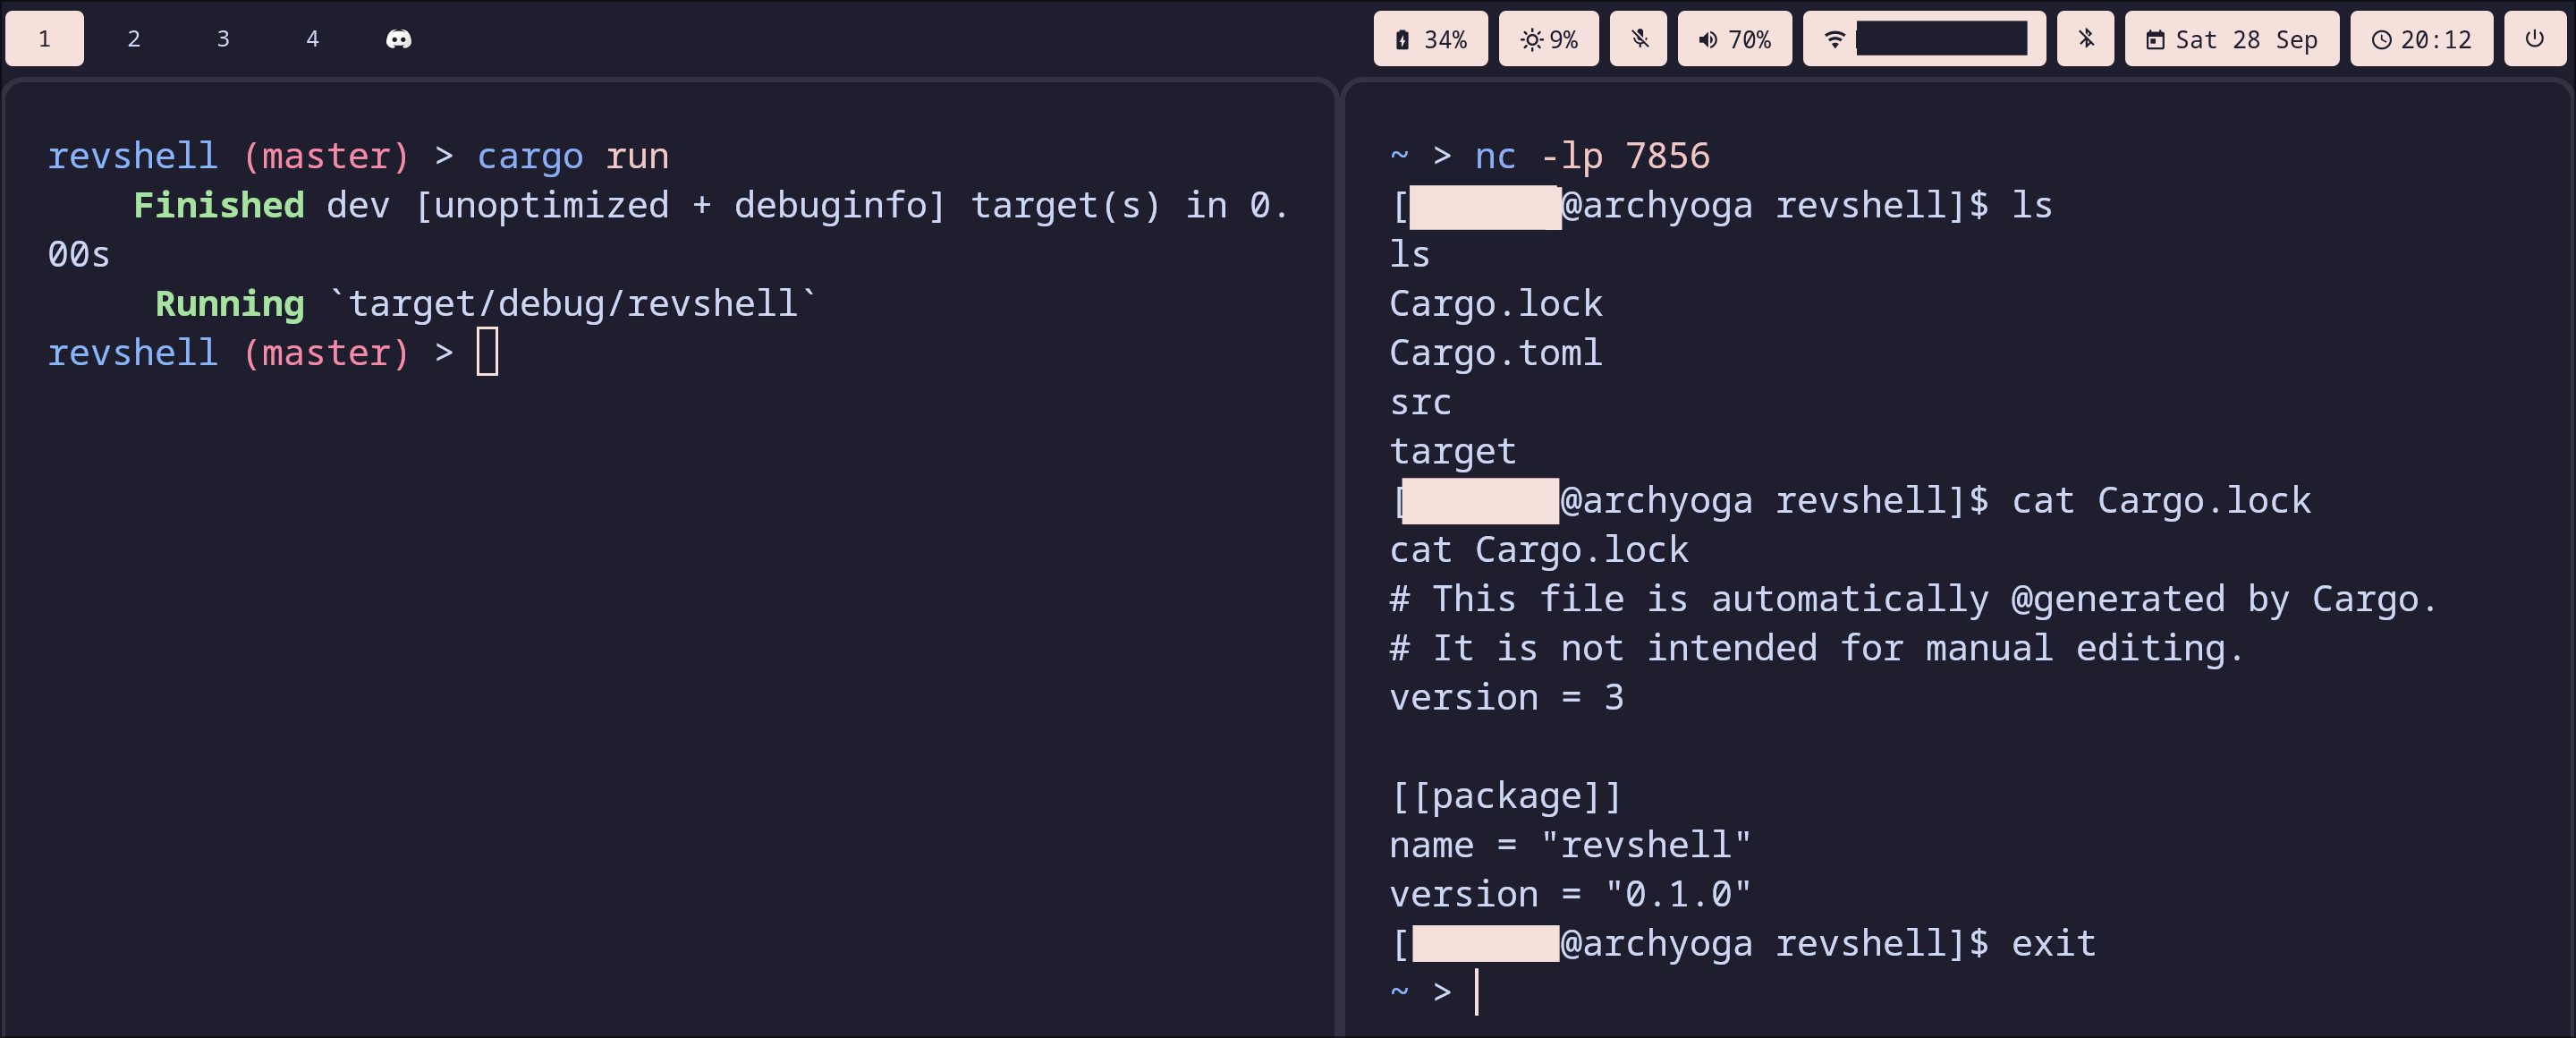 1 2 3 4 34% 9% 70% Sat 28 Sep 20:12
revshell (master) > cargo run
    Finished dev [unoptimized + debuginfo] target(s) in 0.
00s
     Running `target/debug/revshell`
revshell (master) >
~ > nc -lp 7856
[@archyoga revshell]$ ls
ls
Cargo.lock
Cargo.toml
src
target
[@archyoga revshell]$ cat Cargo.lock
cat Cargo.lock
# This file is automatically @generated by Cargo.
# It is not intended for manual editing.
version = 3

[[package]]
name = "revshell"
version = "0.1.0"
[@archyoga revshell]$ exit
~ >